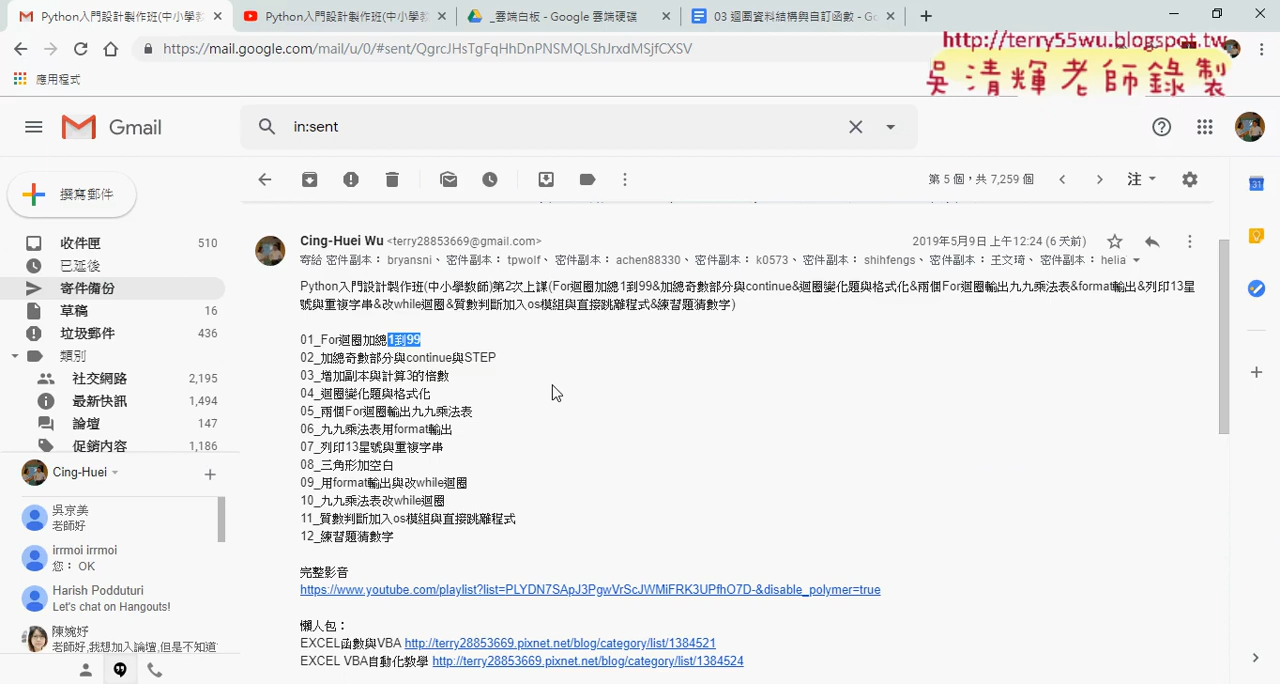 Python入門設計製作班(中小學教
Python入門設計製作班(中小學教
_雲端白板 - Google 雲端硬碟
03 迴圈資料結構與自訂函數 - Go
https://mail.google.com/mail/u/0/#sent/QgrcJHsTgFqHhDnPNSMQLShJrxdMSjfCXSV
http://terry55wu.blogspot.tw
吳清輝老師錄製
應用程式
Gmail
in:sent
撰寫郵件
第 5 個，共 7,259 個
注
收件匣 510
已延後
寄件備份
草稿 16
垃圾郵件 436
類別
社交網路 2,195
最新快訊 1,494
論壇 147
促銷內容 1,186
Cing-Huei
吳宗美
老師好
irrmoi irrmoi
您： OK
Harish Podduturi
Let's chat on Hangouts!
陳婉妤
老師好,我想加入論壇,但是不知道
Cing-Huei Wu <terry28853669@gmail.com>
2019年5月9日 上午12:24 (6 天前)
寄給 密件副本： bryansni、 密件副本： tpwolf、 密件副本： achen88330、 密件副本： k0573、 密件副本： shihfengs、 密件副本： 王文琦、 密件副本： helia
Python入門設計製作班(中小學教師)第2次上課(For迴圈加總1到99&加總奇數部分與continue&迴圈變化題與格式化&兩個For迴圈輸出九九乘法表&format輸出&列印13星
號與重複字串&改while迴圈&質數判斷加入os模組與直接跳離程式&練習題猜數字)
01_For迴圈加總1到99
02_加總奇數部分與continue與STEP
03_增加副本與計算3的倍數
04_迴圈變化題與格式化
05_兩個For迴圈輸出九九乘法表
06_九九乘法表用format輸出
07_列印13星號與重複字串
08_三角形加空白
09_用format輸出與改while迴圈
10_九九乘法表改while迴圈
11_質數判斷加入os模組與直接跳離程式
12_練習題猜數字
完整影音
https://www.youtube.com/playlist?list=PLYDN7SApJ3PgwVrScJWMiFRK3UPfhO7D-&disable_polymer=true
懶人包：
EXCEL函數與VBA http://terry28853669.pixnet.net/blog/category/list/1384521
EXCEL VBA自動化教學 http://terry28853669.pixnet.net/blog/category/list/1384524